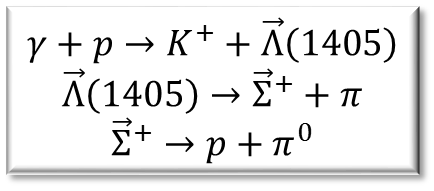 γ + p → K⁺ + Λ⃗(1405)
Λ⃗(1405) → Σ⃗⁺ + π
Σ⃗⁺ → p + π⁰